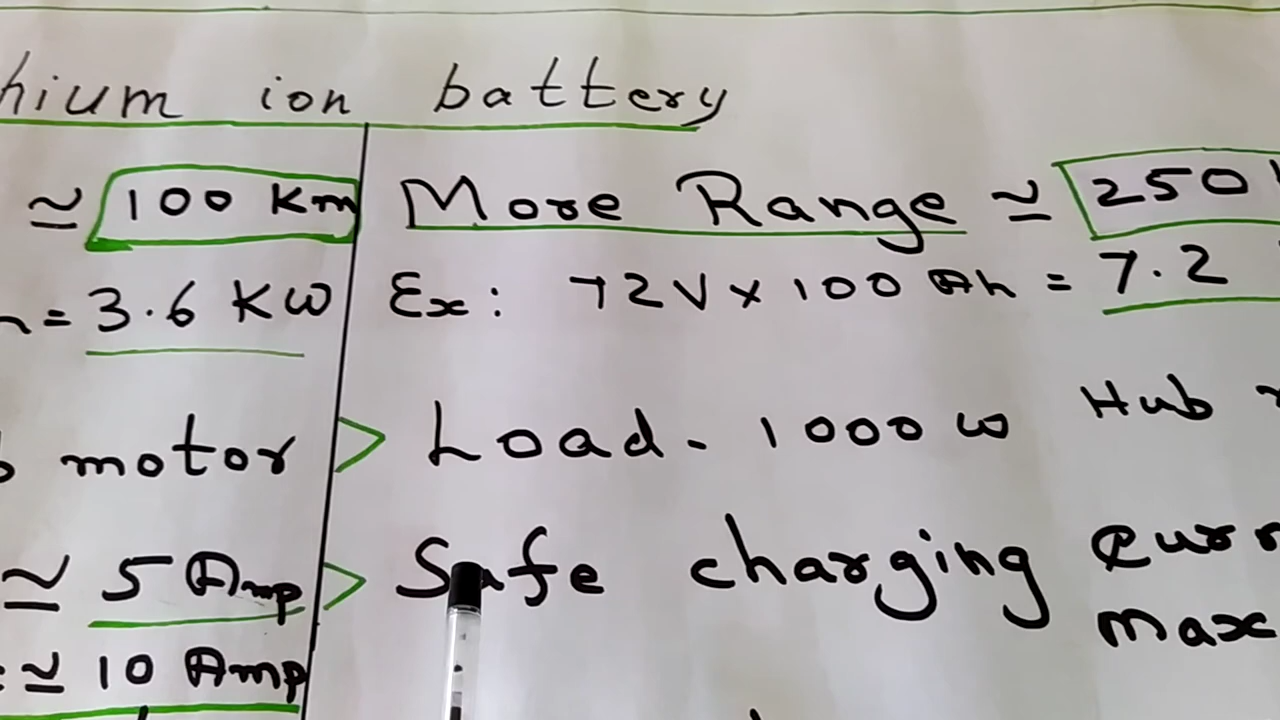 hium ion battery
≃ 100 Km
n = 3.6 KW
motor
≃ 5 Amp
≃ 10 Amp
More Range ≃ 250
Ex: 72V x 100 Ah = 7.2
> Load - 1000 W Hub
> Safe charging curr
max